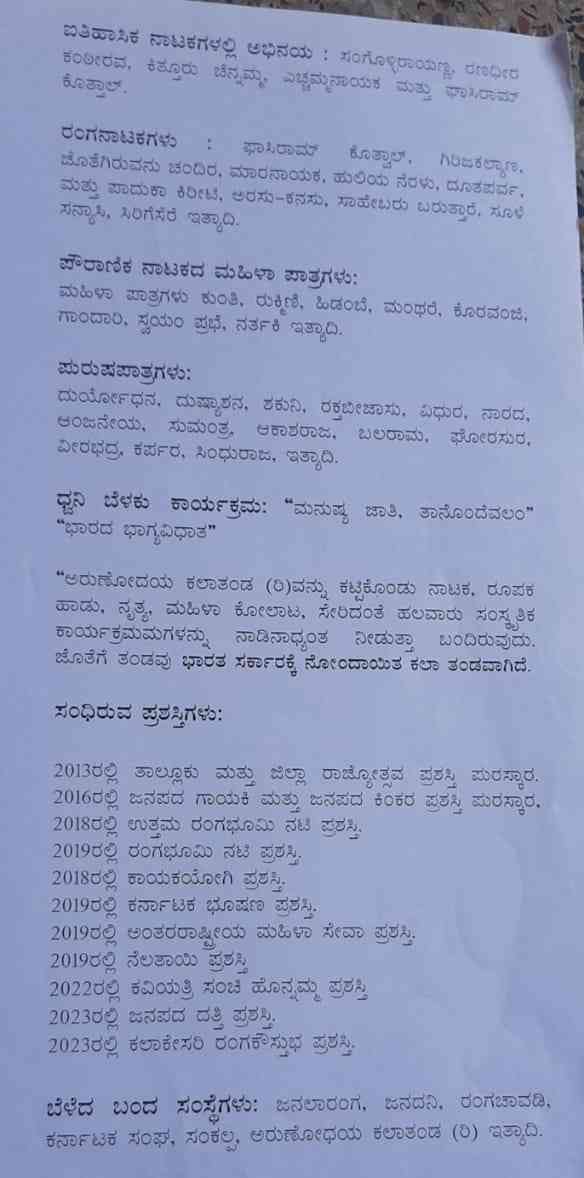 ಐತಿಹಾಸಿಕ ನಾಟಕಗಳಲ್ಲಿ ಅಭಿನಯ : ಸಂಗೊಳ್ಳಿರಾಯಣ್ಣ, ರಣಧೀರ
ಕಂಠೀರವ, ಕಿತ್ತೂರು ಚೆನ್ನಮ್ಮ, ಎಚ್ಚಮ್ಮನಾಯಕ ಮತ್ತು ಘಾಸಿರಾಮ್
ಕೊತ್ವಾಲ್.
ರಂಗನಾಟಕಗಳು : ಘಾಸಿರಾಮ್ ಕೊತ್ವಾಲ್, ಗಿರಿಜಕಲ್ಯಾಣ,
ಜೊತೆಗಿರುವನು ಚಂದಿರ, ಮಾರನಾಯಕ, ಹುಲಿಯ ನೆರಳು, ದೂತಪರ್ವ,
ಮತ್ತು ಪಾದುಕಾ ಕಿರೀಟಿ, ಅರಸು-ಕನಸು, ಸಾಹೇಬರು ಬರುತ್ತಾರೆ, ಸೂಳೆ
ಸನ್ಯಾಸಿ, ಸಿರಿಗೆಸೆರೆ ಇತ್ಯಾದಿ.
ಪೌರಾಣಿಕ ನಾಟಕದ ಮಹಿಳಾ ಪಾತ್ರಗಳು:
ಮಹಿಳಾ ಪಾತ್ರಗಳು ಕುಂತಿ, ರುಕ್ಮಿಣಿ, ಹಿಡಂಬೆ, ಮಂಥರೆ, ಕೊರವಂಜಿ,
ಗಾಂದಾರಿ, ಸ್ವಯಂ ಪ್ರಭೆ, ನರ್ತಕಿ ಇತ್ಯಾದಿ.
ಪುರುಷಪಾತ್ರಗಳು:
ದುರ್ಯೋಧನ, ದುಷ್ಯಾಶನ, ಶಕುನಿ, ರಕ್ತಬೀಜಾಸು, ವಿಧುರ, ನಾರದ,
ಆಂಜನೇಯ, ಸುಮಂತ್ರ, ಆಕಾಶರಾಜ, ಬಲರಾಮ, ಘೋರಸುರ,
ವೀರಭದ್ರ, ಕರ್ಪರ, ಸಿಂಧುರಾಜ, ಇತ್ಯಾದಿ.
ಧ್ವನಿ ಬೆಳಕು ಕಾರ್ಯಕ್ರಮ: “ಮನುಷ್ಯ ಜಾತಿ, ತಾನೊಂದೆವಲಂ”
“ಭಾರದ ಭಾಗ್ಯವಿಧಾತ”
“ಅರುಣೋದಯ ಕಲಾತಂಡ (ರಿ)ವನ್ನು ಕಟ್ಟಿಕೊಂಡು ನಾಟಕ, ರೂಪಕ
ಹಾಡು, ನೃತ್ಯ, ಮಹಿಳಾ ಕೋಲಾಟ, ಸೇರಿದಂತೆ ಹಲವಾರು ಸಂಸ್ಕೃತಿಕ
ಕಾರ್ಯಕ್ರಮಮಗಳನ್ನು ನಾಡಿನಾಧ್ಯಂತ ನೀಡುತ್ತಾ ಬಂದಿರುವುದು.
ಜೊತೆಗೆ ತಂಡವು ಭಾರತ ಸರ್ಕಾರಕ್ಕೆ ನೋಂದಾಯಿತ ಕಲಾ ತಂಡವಾಗಿದೆ.
ಸಂಧಿರುವ ಪ್ರಶಸ್ತಿಗಳು:
2013ರಲ್ಲಿ ತಾಲ್ಲೂಕು ಮತ್ತು ಜಿಲ್ಲಾ ರಾಜ್ಯೋತ್ಸವ ಪ್ರಶಸ್ತಿ ಪುರಸ್ಕಾರ.
2016ರಲ್ಲಿ ಜನಪದ ಗಾಯಕಿ ಮತ್ತು ಜನಪದ ಕಿಂಕರ ಪ್ರಶಸ್ತಿ ಪುರಸ್ಕಾರ,
2018ರಲ್ಲಿ ಉತ್ತಮ ರಂಗಭೂಮಿ ನಟಿ ಪ್ರಶಸ್ತಿ.
2019ರಲ್ಲಿ ರಂಗಭೂಮಿ ನಟಿ ಪ್ರಶಸ್ತಿ.
2018ರಲ್ಲಿ ಕಾಯಕಯೋಗಿ ಪ್ರಶಸ್ತಿ.
2019ರಲ್ಲಿ ಕರ್ನಾಟಕ ಭೂಷಣ ಪ್ರಶಸ್ತಿ.
2019ರಲ್ಲಿ ಅಂತರರಾಷ್ಟ್ರೀಯ ಮಹಿಳಾ ಸೇವಾ ಪ್ರಶಸ್ತಿ.
2019ರಲ್ಲಿ ನೆಲತಾಯಿ ಪ್ರಶಸ್ತಿ
2022ರಲ್ಲಿ ಕವಿಯತ್ರಿ ಸಂಚಿ ಹೊನ್ನಮ್ಮ ಪ್ರಶಸ್ತಿ
2023ರಲ್ಲಿ ಜನಪದ ದತ್ತಿ ಪ್ರಶಸ್ತಿ.
2023ರಲ್ಲಿ ಕಲಾಕೇಸರಿ ರಂಗಕೌಸ್ತುಭ ಪ್ರಶಸ್ತಿ.
ಬೆಳೆದ ಬಂದ ಸಂಸ್ಥೆಗಳು: ಜನಲಾರಂಗ, ಜನದನಿ, ರಂಗಚಾವಡಿ,
ಕರ್ನಾಟಕ ಸಂಘ, ಸಂಕಲ್ಪ, ಅರುಣೋಧಯ ಕಲಾತಂಡ (ರಿ) ಇತ್ಯಾದಿ.